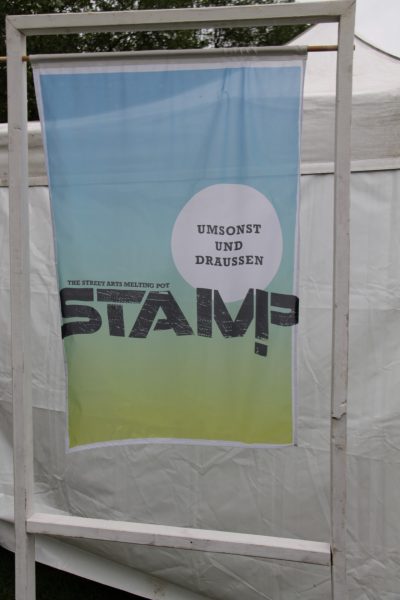 UMSONST
UND
DRAUSSEN
THE STREET ARTS MELTING POT
STAMP